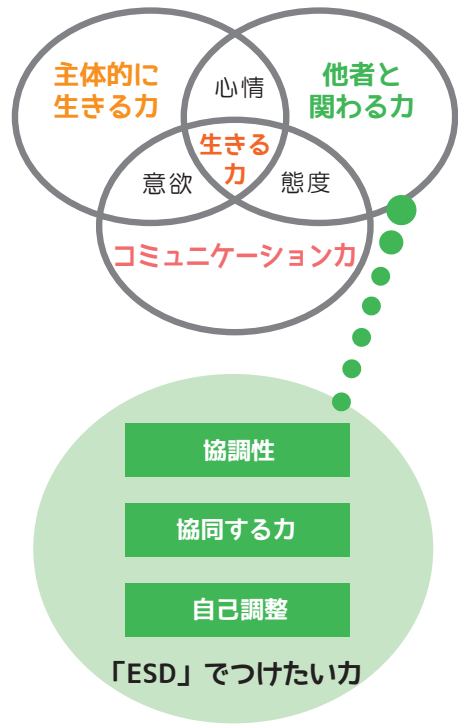 主体的に
生きる力
心情
他者と
関わる力
生きる
力
意欲
態度
コミュニケーション力
協調性
協同する力
自己調整
「ESD」でつけたい力